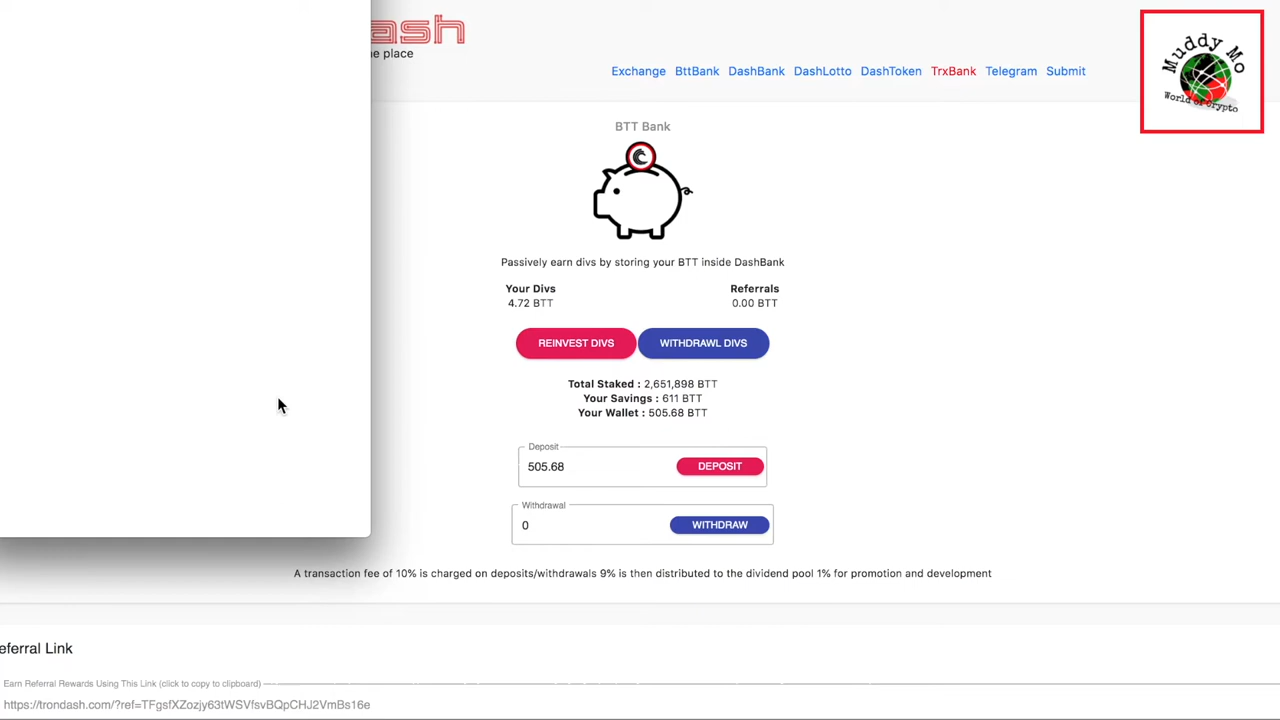 ash
e place
Exchange BttBank DashBank DashLotto DashToken TrxBank Telegram Submit
Muddy Mo
World of Crypto
BTT Bank
Passively earn divs by storing your BTT inside DashBank
Your Divs Referrals
4.72 BTT 0.00 BTT
REINVEST DIVS WITHDRAWL DIVS
Total Staked : 2,651,898 BTT
Your Savings : 611 BTT
Your Wallet : 505.68 BTT
Deposit
505.68 DEPOSIT
Withdrawal
0 WITHDRAW
A transaction fee of 10% is charged on deposits/withdrawals 9% is then distributed to the dividend pool 1% for promotion and development
eferral Link
Earn Referral Rewards Using This Link (click to copy to clipboard)
https://trondash.com/?ref=TFgsfXZozjy63tWSVfsvBQpCHJ2VmBs16e